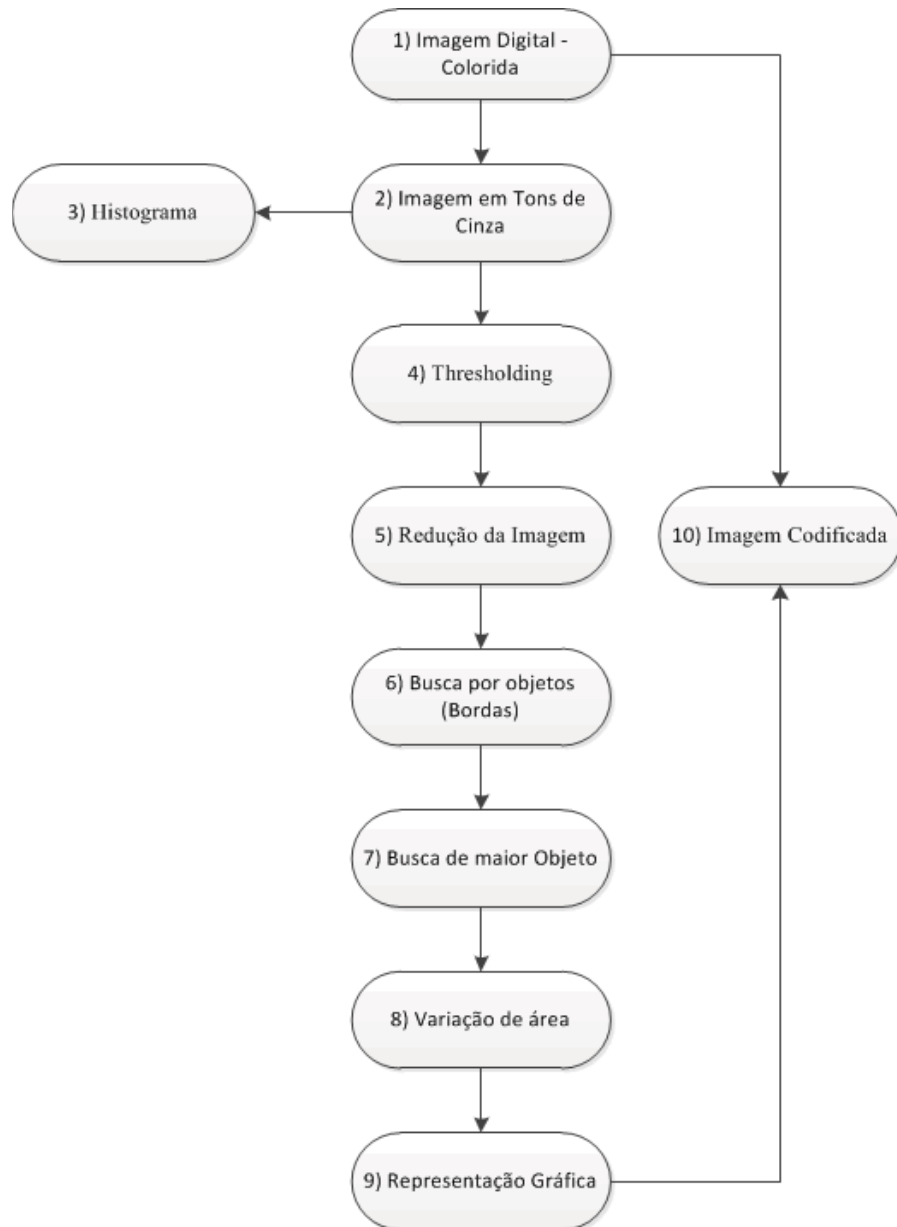 1) Imagem Digital -
Colorida
2) Imagem em Tons de
Cinza
3) Histograma
4) Thresholding
5) Redução da Imagem
6) Busca por objetos
(Bordas)
7) Busca de maior Objeto
8) Variação de área
9) Representação Gráfica
10) Imagem Codificada